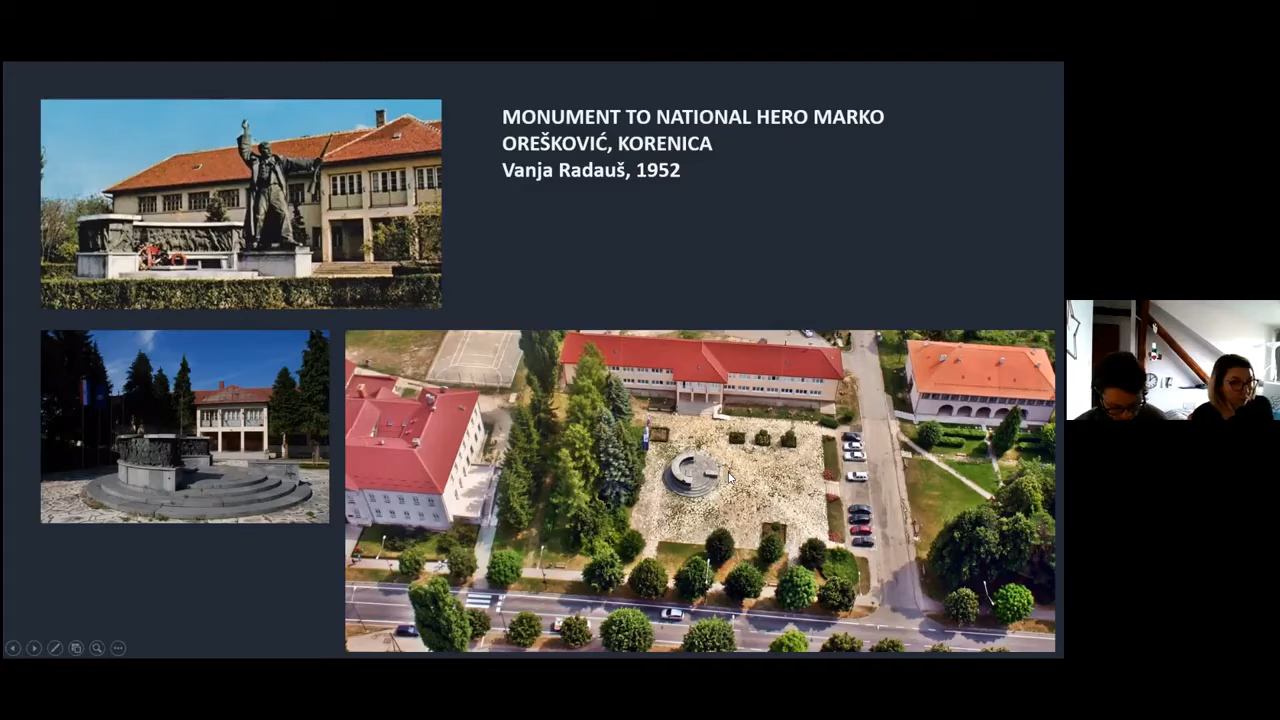 MONUMENT TO NATIONAL HERO MARKO
OREŠKOVIĆ, KORENICA
Vanja Radauš, 1952